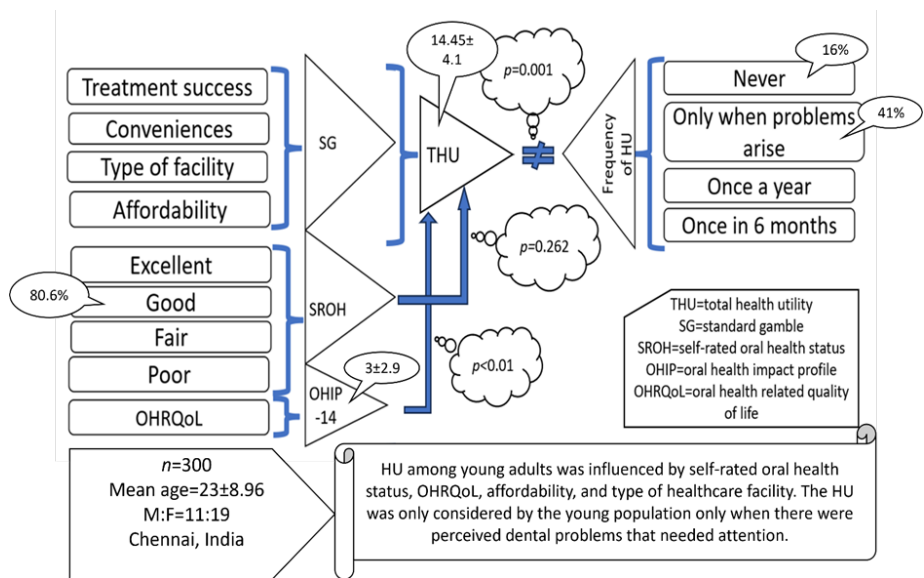 Treatment success
Conveniences
Type of facility
Affordability
SG
14.45±
4.1
THU
p=0.001
≠
Frequency
of HU
Never
16%
Only when problems
arise
41%
Once a year
Once in 6 months
Excellent
Good
80.6%
Fair
Poor
SROH
p=0.262
OHRQoL
OHIP
-14
3±2.9
p<0.01
THU=total health utility
SG=standard gamble
SROH=self-rated oral health status
OHIP=oral health impact profile
OHRQoL=oral health related quality
of life
n=300
Mean age=23±8.96
M:F=11:19
Chennai, India
HU among young adults was influenced by self-rated oral health
status, OHRQoL, affordability, and type of healthcare facility. The HU
was only considered by the young population only when there were
perceived dental problems that needed attention.